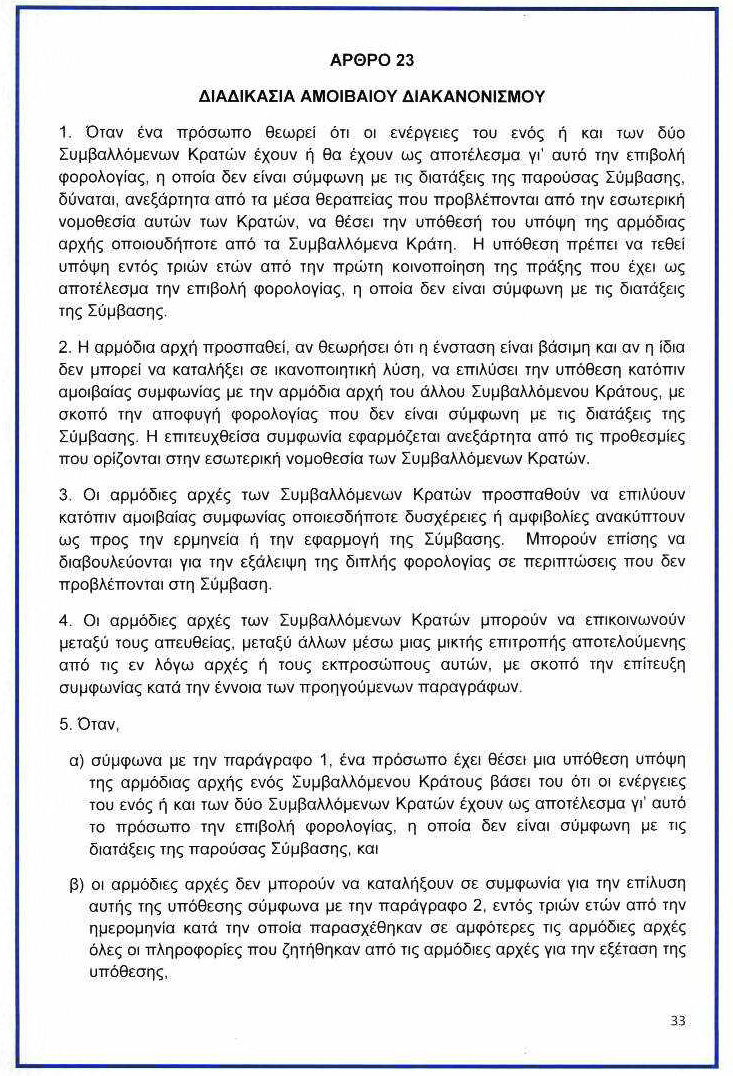 ΑΡΘΡΟ 23
ΔΙΑΔΙΚΑΣΙΑ ΑΜΟΙΒΑΙΟΥ ΔΙΑΚΑΝΟΝΙΣΜΟΥ
1. Όταν ένα πρόσωπο θεωρεί ότι οι ενέργειες του ενός ή και των δύο
Συμβαλλόμενων Κρατών έχουν ή θα έχουν ως αποτέλεσμα γι' αυτό την επιβολή
φορολογίας, η οποία δεν είναι σύμφωνη με τις διατάξεις της παρούσας Σύμβασης,
δύναται, ανεξάρτητα από τα μέσα θεραπείας που προβλέπονται από την εσωτερική
νομοθεσία αυτών των Κρατών, να θέσει την υπόθεσή του υπόψη της αρμόδιας
αρχής οποιουδήποτε από τα Συμβαλλόμενα Κράτη. Η υπόθεση πρέπει να τεθεί
υπόψη εντός τριών ετών από την πρώτη κοινοποίηση της πράξης που έχει ως
αποτέλεσμα την επιβολή φορολογίας, η οποία δεν είναι σύμφωνη με τις διατάξεις
της Σύμβασης.
2. Η αρμόδια αρχή προσπαθεί, αν θεωρήσει ότι η ένσταση είναι βάσιμη και αν η ίδια
δεν μπορεί να καταλήξει σε ικανοποιητική λύση, να επιλύσει την υπόθεση κατόπιν
αμοιβαίας συμφωνίας με την αρμόδια αρχή του άλλου Συμβαλλόμενου Κράτους, με
σκοπό την αποφυγή φορολογίας που δεν είναι σύμφωνη με τις διατάξεις της
Σύμβασης. Η επιτευχθείσα συμφωνία εφαρμόζεται ανεξάρτητα από τις προθεσμίες
που ορίζονται στην εσωτερική νομοθεσία των Συμβαλλόμενων Κρατών.
3. Οι αρμόδιες αρχές των Συμβαλλόμενων Κρατών προσπαθούν να επιλύουν
κατόπιν αμοιβαίας συμφωνίας οποιεσδήποτε δυσχέρειες ή αμφιβολίες ανακύπτουν
ως προς την ερμηνεία ή την εφαρμογή της Σύμβασης. Μπορούν επίσης να
διαβουλεύονται για την εξάλειψη της διπλής φορολογίας σε περιπτώσεις που δεν
προβλέπονται στη Σύμβαση.
4. Οι αρμόδιες αρχές των Συμβαλλόμενων Κρατών μπορούν να επικοινωνούν
μεταξύ τους απευθείας, μεταξύ άλλων μέσω μιας μικτής επιτροπής αποτελούμενης
από τις εν λόγω αρχές ή τους εκπροσώπους αυτών, με σκοπό την επίτευξη
συμφωνίας κατά την έννοια των προηγούμενων παραγράφων.
5. Όταν,
α) σύμφωνα με την παράγραφο 1, ένα πρόσωπο έχει θέσει μια υπόθεση υπόψη
της αρμόδιας αρχής ενός Συμβαλλόμενου Κράτους βάσει του ότι οι ενέργειες
του ενός ή και των δύο Συμβαλλόμενων Κρατών έχουν ως αποτέλεσμα γι' αυτό
το πρόσωπο την επιβολή φορολογίας, η οποία δεν είναι σύμφωνη με τις
διατάξεις της παρούσας Σύμβασης, και
β) οι αρμόδιες αρχές δεν μπορούν να καταλήξουν σε συμφωνία για την επίλυση
αυτής της υπόθεσης σύμφωνα με την παράγραφο 2, εντός τριών ετών από την
ημερομηνία κατά την οποία παρασχέθηκαν σε αμφότερες τις αρμόδιες αρχές
όλες οι πληροφορίες που ζητήθηκαν από τις αρμόδιες αρχές για την εξέταση της
υπόθεσης,
33